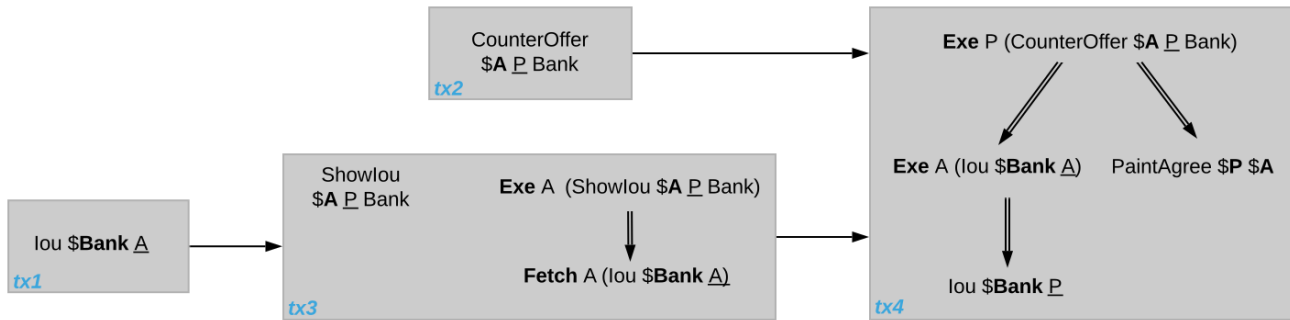 CounterOffer
$A P Bank
tx2
Exe P (CounterOffer $A P Bank)
Exe A (Iou $Bank A)
PaintAgree $P $A
Iou $Bank P
tx4
ShowIou
$A P Bank
Exe A (ShowIou $A P Bank)
Fetch A (Iou $Bank A)
tx3
Iou $Bank A
tx1